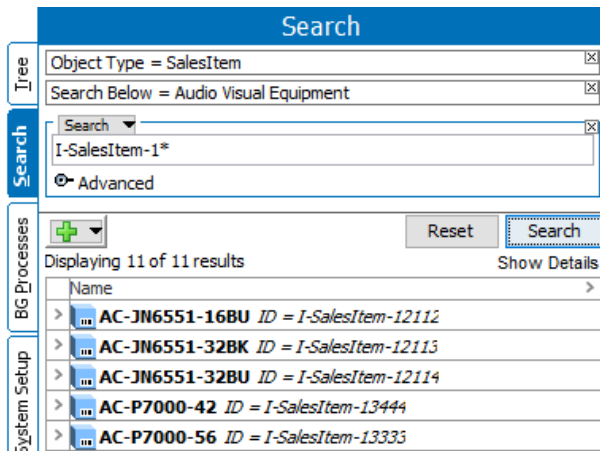 Search
Tree
Search
BG Processes
System Setup
Object Type = SalesItem
Search Below = Audio Visual Equipment
Search
I-SalesItem-1*
Advanced
Reset
Search
Displaying 11 of 11 results
Show Details
Name
AC-JN6551-16BU ID = I-SalesItem-12112
AC-JN6551-32BK ID = I-SalesItem-12113
AC-JN6551-32BU ID = I-SalesItem-12114
AC-P7000-42 ID = I-SalesItem-13444
AC-P7000-56 ID = I-SalesItem-13333